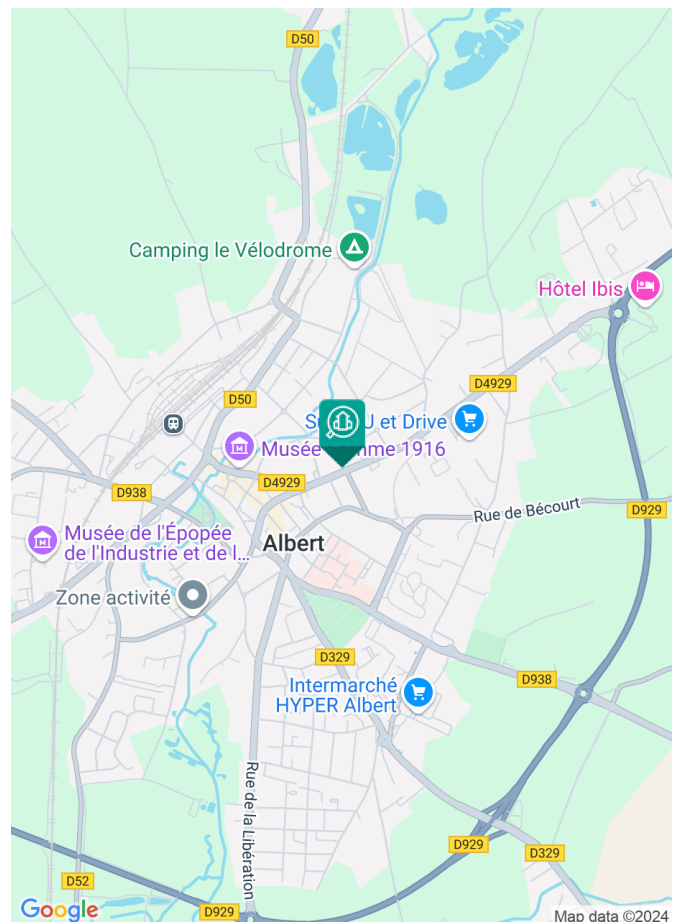 D50
Camping le Vélodrome
Hôtel Ibis
D4929
D50
U et Drive
Musée
mme 1916
D4929
D938
Rue de Bécourt
D929
Musée de l'Épopée
de l'Industrie et de l...
Albert
Zone activité
D329
D938
Intermarché
HYPER Albert
Rue de la Libération
D929
D329
D52
D929
Google
Map data ©2024